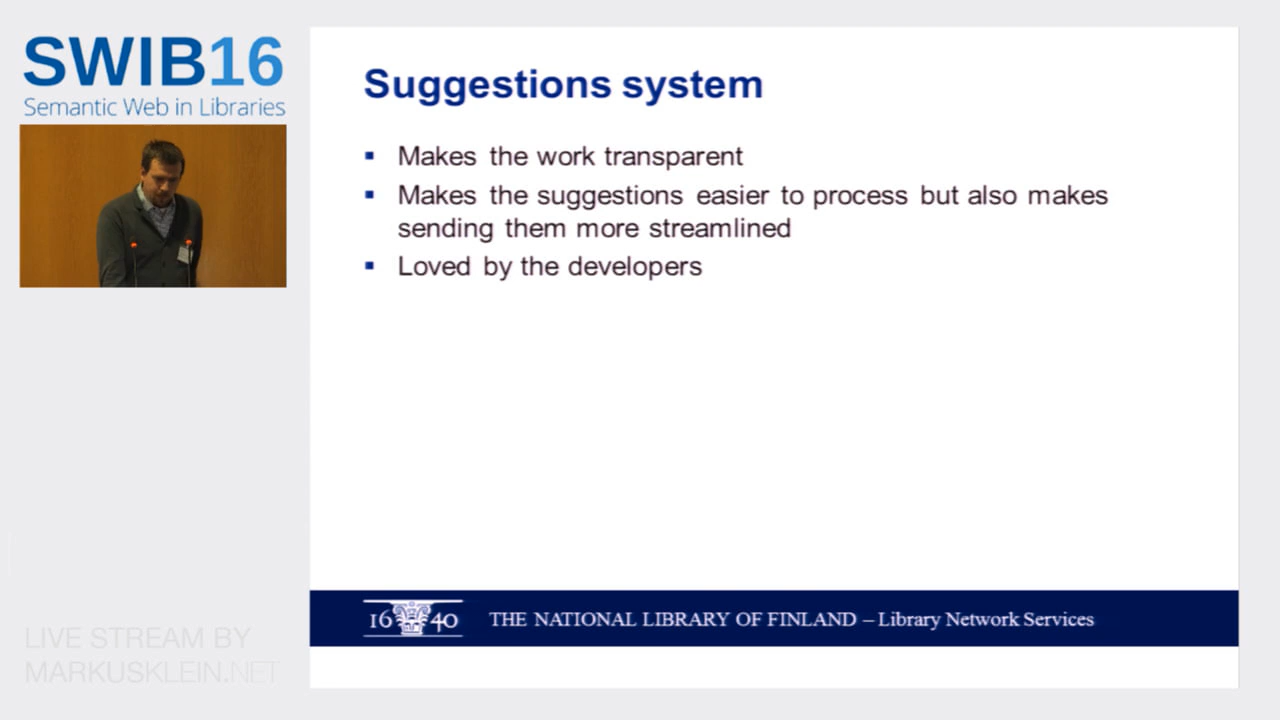 SWIB16
Semantic Web in Libraries
Suggestions system
Makes the work transparent
Makes the suggestions easier to process but also makes
sending them more streamlined
Loved by the developers
1640 THE NATIONAL LIBRARY OF FINLAND – Library Network Services
LIVE STREAM BY
MARKUSKLEIN.NET